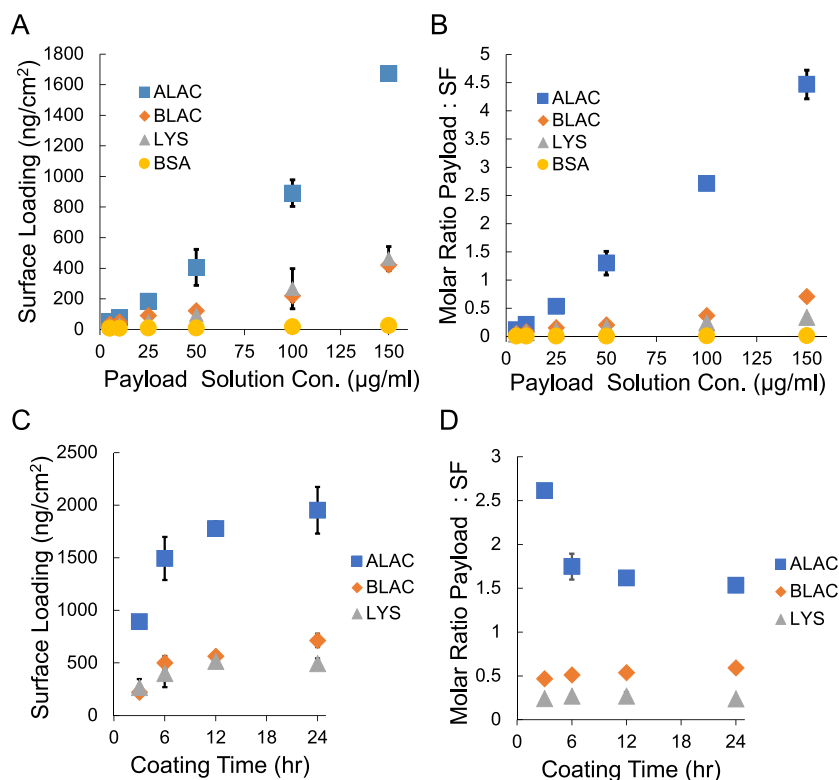 A
Surface Loading (ng/cm²)
1800
1600
1400
1200
1000
800
600
400
200
0
ALAC
BLAC
LYS
BSA
0 25 50 75 100 125 150
Payload Solution Con. (µg/ml)
B
Molar Ratio Payload : SF
5
4.5
4
3.5
3
2.5
2
1.5
1
0.5
0
ALAC
BLAC
LYS
BSA
0 25 50 75 100 125 150
Payload Solution Con. (µg/ml)
C
Surface Loading (ng/cm²)
2500
2000
1500
1000
500
0
ALAC
BLAC
LYS
0 6 12 18 24
Coating Time (hr)
D
Molar Ratio Payload : SF
3
2.5
2
1.5
1
0.5
0
ALAC
BLAC
LYS
0 6 12 18 24
Coating Time (hr)